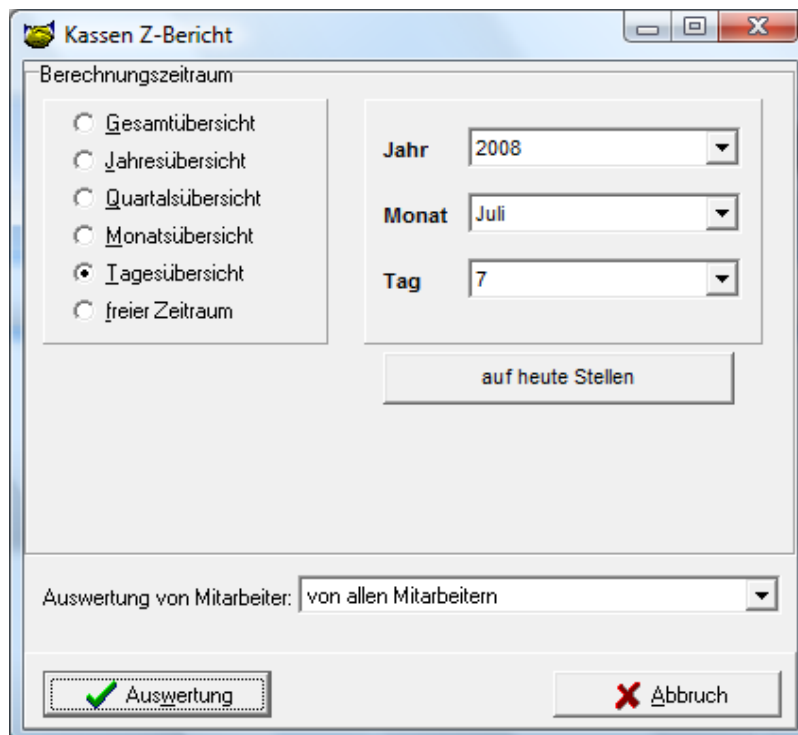 Kassen Z-Bericht
Berechnungszeitraum
Gesamtübersicht
Jahresübersicht
Quartalsübersicht
Monatsübersicht
Tagesübersicht
freier Zeitraum
Jahr 2008
Monat Juli
Tag 7
auf heute Stellen
Auswertung von Mitarbeiter: von allen Mitarbeitern
Auswertung
Abbruch